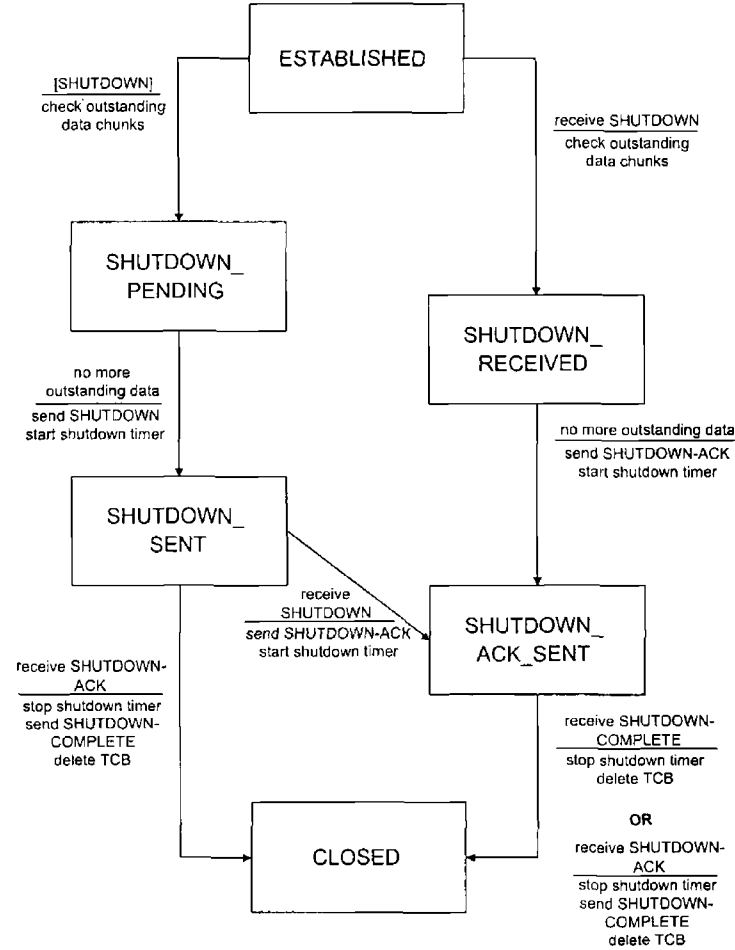 ESTABLISHED
[SHUTDOWN]
check outstanding
data chunks
receive SHUTDOWN
check outstanding
data chunks
SHUTDOWN_
PENDING
SHUTDOWN_
RECEIVED
no more
outstanding data
send SHUTDOWN
start shutdown timer
no more outstanding data
send SHUTDOWN-ACK
start shutdown timer
SHUTDOWN_
SENT
receive
SHUTDOWN
send SHUTDOWN-ACK
start shutdown timer
SHUTDOWN_
ACK_SENT
receive SHUTDOWN-
ACK
stop shutdown timer
send SHUTDOWN-
COMPLETE
delete TCB
receive SHUTDOWN-
COMPLETE
stop shutdown timer
delete TCB
OR
receive SHUTDOWN-
ACK
stop shutdown timer
send SHUTDOWN-
COMPLETE
delete TCB
CLOSED